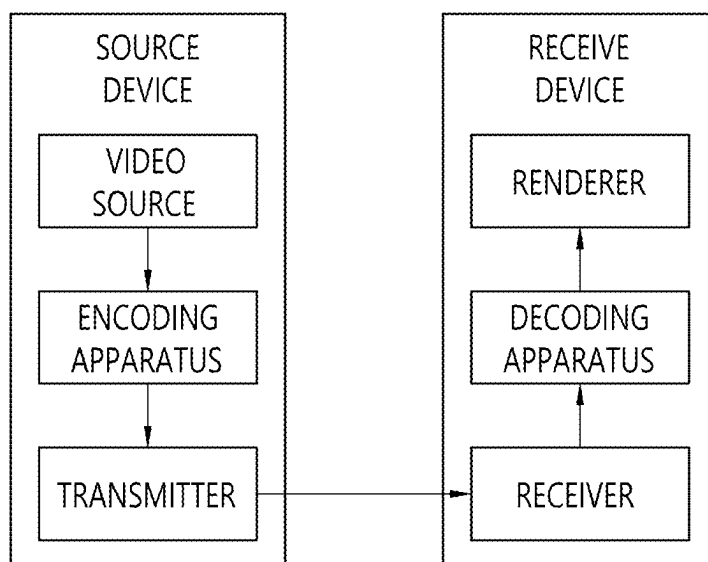 SOURCE
DEVICE
VIDEO
SOURCE
ENCODING
APPARATUS
TRANSMITTER
RECEIVE
DEVICE
RENDERER
DECODING
APPARATUS
RECEIVER